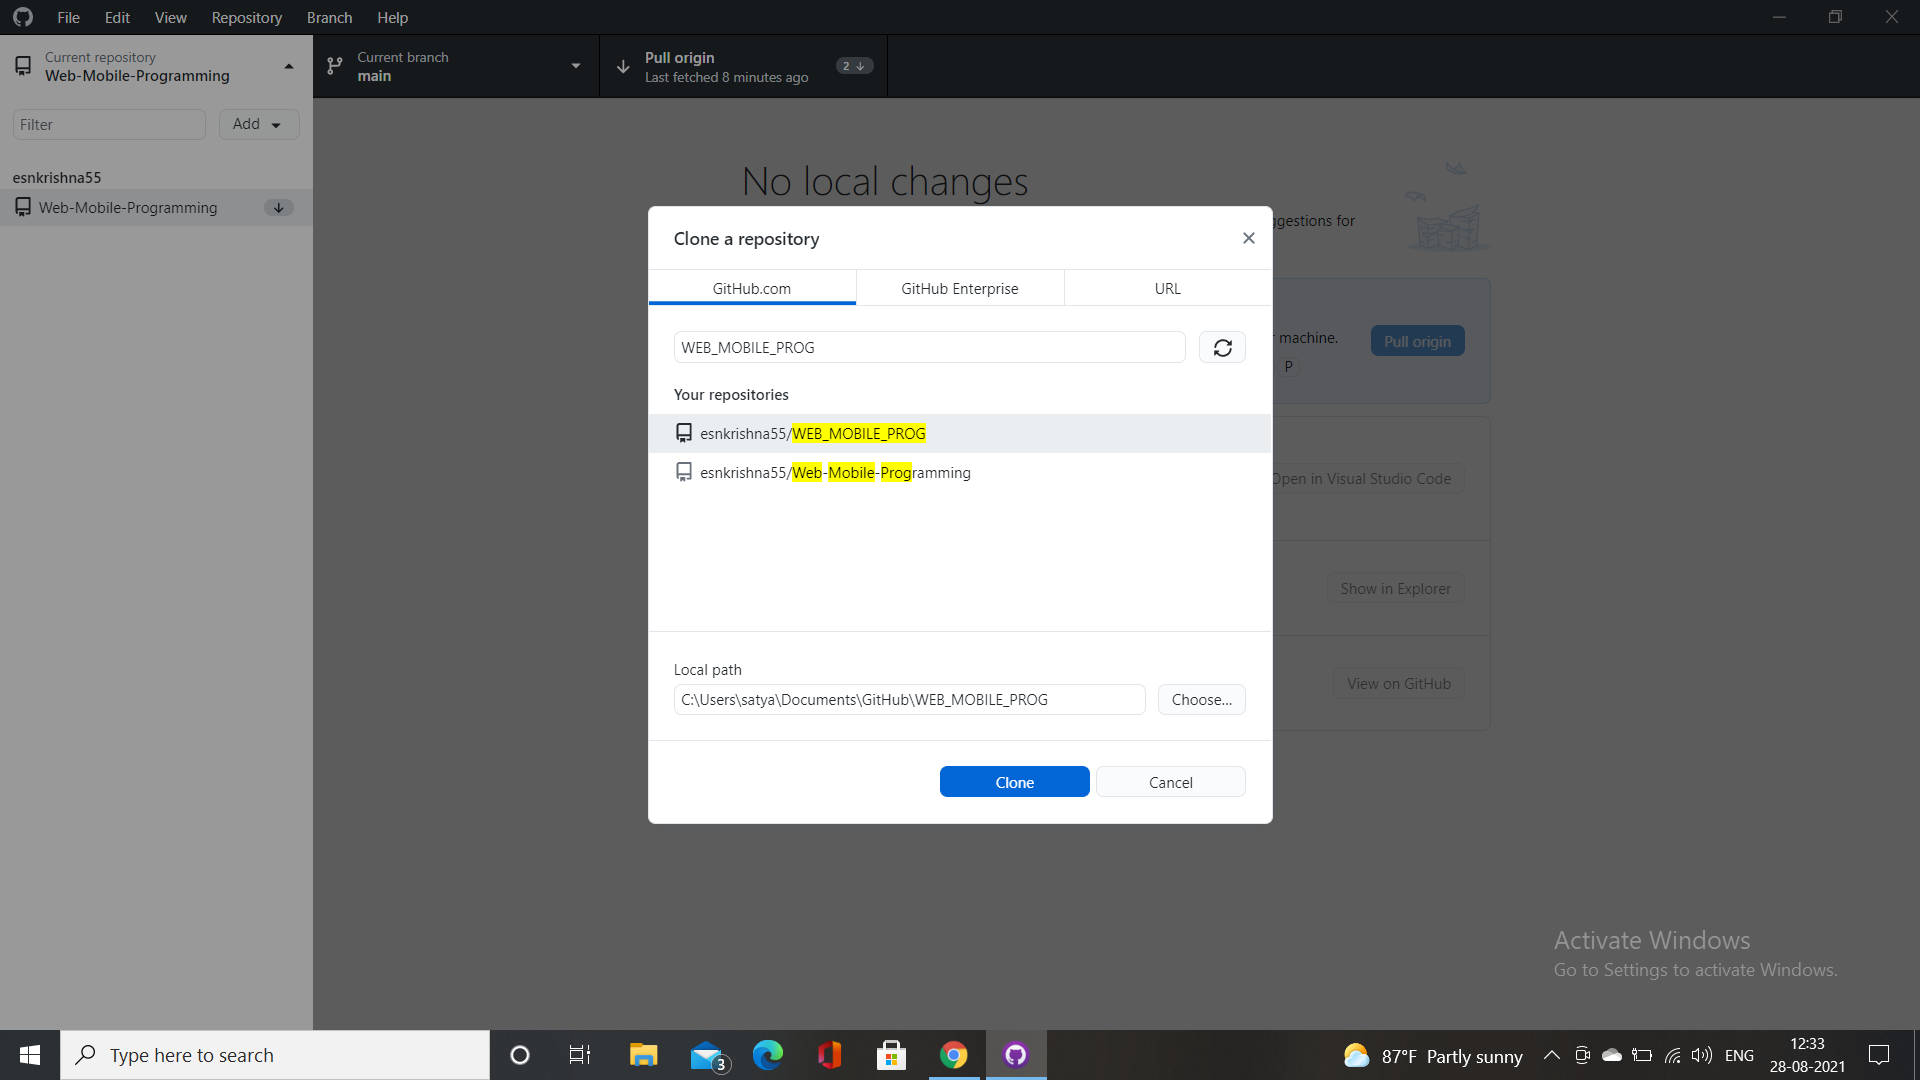 File Edit View Repository Branch Help
Current repository
Web-Mobile-Programming
Current branch
main
Pull origin
Last fetched 8 minutes ago
2
Filter
Add
esnkrishna55
Web-Mobile-Programming
No local changes
ggestions for
machine.
Pull origin
P
Open in Visual Studio Code
Show in Explorer
View on GitHub
Clone a repository
GitHub.com
GitHub Enterprise
URL
WEB_MOBILE_PROG
Your repositories
esnkrishna55/WEB_MOBILE_PROG
esnkrishna55/Web-Mobile-Programming
Local path
C:\Users\satya\Documents\GitHub\WEB_MOBILE_PROG
Choose...
Clone
Cancel
Activate Windows
Go to Settings to activate Windows.
Type here to search
3
87°F Partly sunny
ENG
12:33
28-08-2021